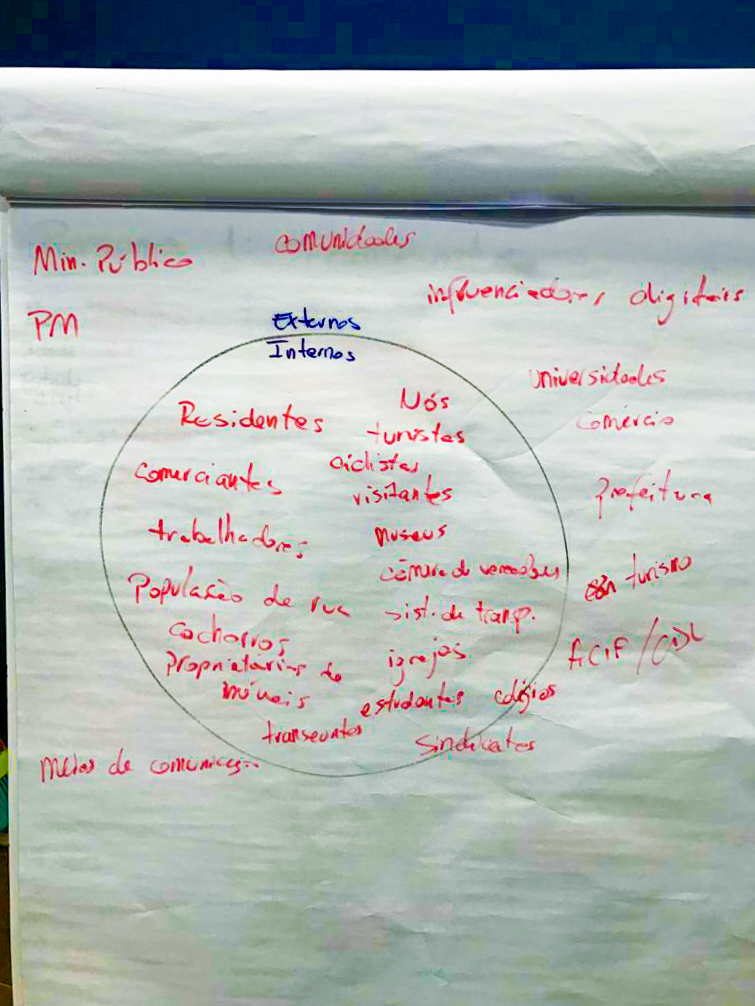 comunidades
Min. Público
influenciadores digitais
PM
Externos
Internos
universidades
Nós
Residentes
turistas
comércio
ciclistas
comerciantes
visitantes
Prefeitura
trabalhadores
museus
câmara de vereadores
turismo
População de rua
sist. de transp.
cachorros
igrejas
ACIF / CDL
Proprietários de
imóveis
estudantes colégios
transeuntes
sindicatos
meios de comunicaç...